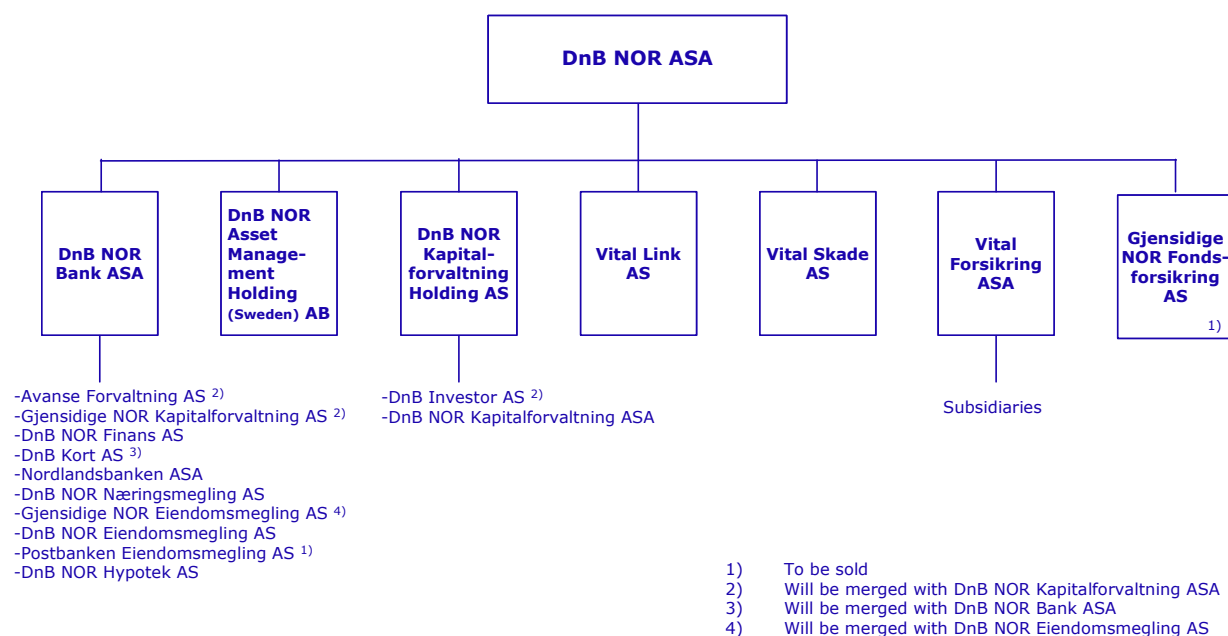 DnB NOR ASA
DnB NOR
Bank ASA
DnB NOR
Asset
Manage-
ment
Holding
(Sweden) AB
DnB NOR
Kapital-
forvaltning
Holding AS
Vital Link
AS
Vital Skade
AS
Vital
Forsikring
ASA
Gjensidige
NOR Fonds-
forsikring
AS
1)
-Avanse Forvaltning AS 2)
-Gjensidige NOR Kapitalforvaltning AS 2)
-DnB NOR Finans AS
-DnB Kort AS 3)
-Nordlandsbanken ASA
-DnB NOR Næringsmegling AS
-Gjensidige NOR Eiendomsmegling AS 4)
-DnB NOR Eiendomsmegling AS
-Postbanken Eiendomsmegling AS 1)
-DnB NOR Hypotek AS
-DnB Investor AS 2)
-DnB NOR Kapitalforvaltning ASA
Subsidiaries
1) To be sold
2) Will be merged with DnB NOR Kapitalforvaltning ASA
3) Will be merged with DnB NOR Bank ASA
4) Will be merged with DnB NOR Eiendomsmegling AS